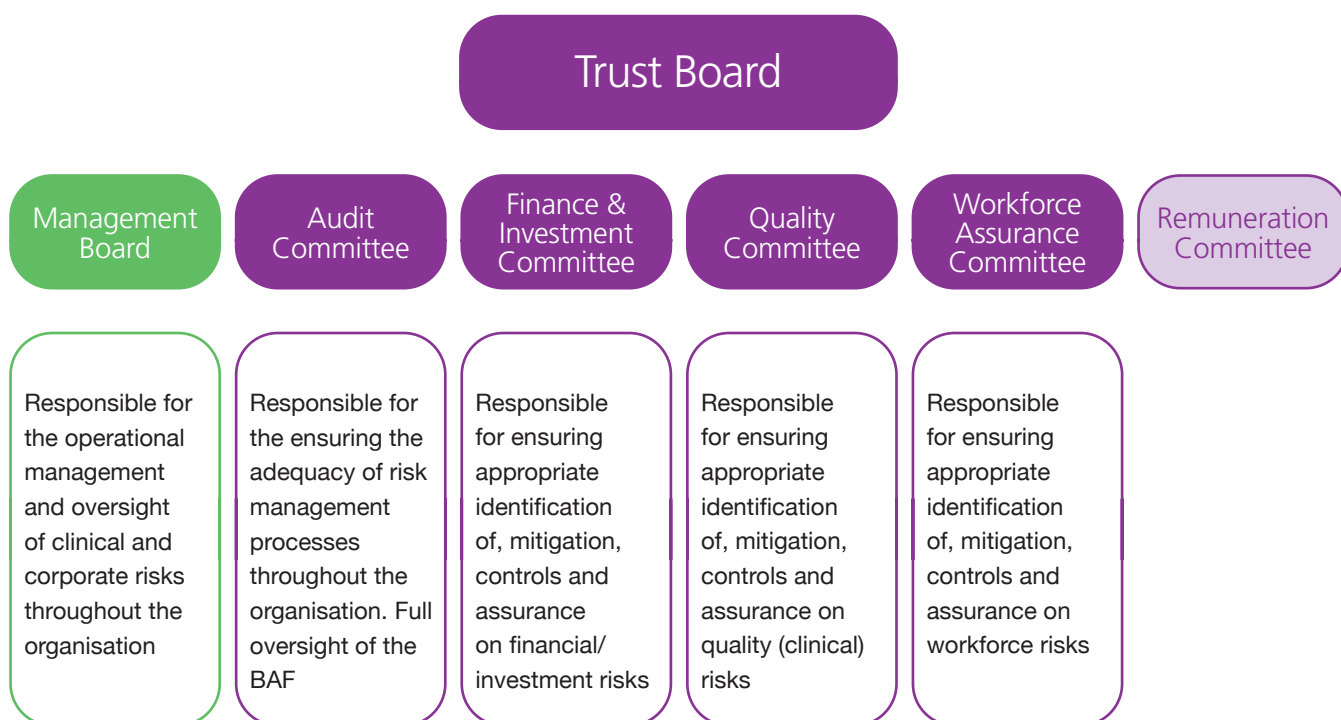 Trust Board
Management
Board
Audit
Committee
Finance &
Investment
Committee
Quality
Committee
Workforce
Assurance
Committee
Remuneration
Committee
Responsible for
the operational
management
and oversight
of clinical and
corporate risks
throughout the
organisation
Responsible for
the ensuring the
adequacy of risk
management
processes
throughout the
organisation. Full
oversight of the
BAF
Responsible
for ensuring
appropriate
identification
of, mitigation,
controls and
assurance
on financial/
investment risks
Responsible
for ensuring
appropriate
identification
of, mitigation,
controls and
assurance on
quality (clinical)
risks
Responsible
for ensuring
appropriate
identification
of, mitigation,
controls and
assurance on
workforce risks